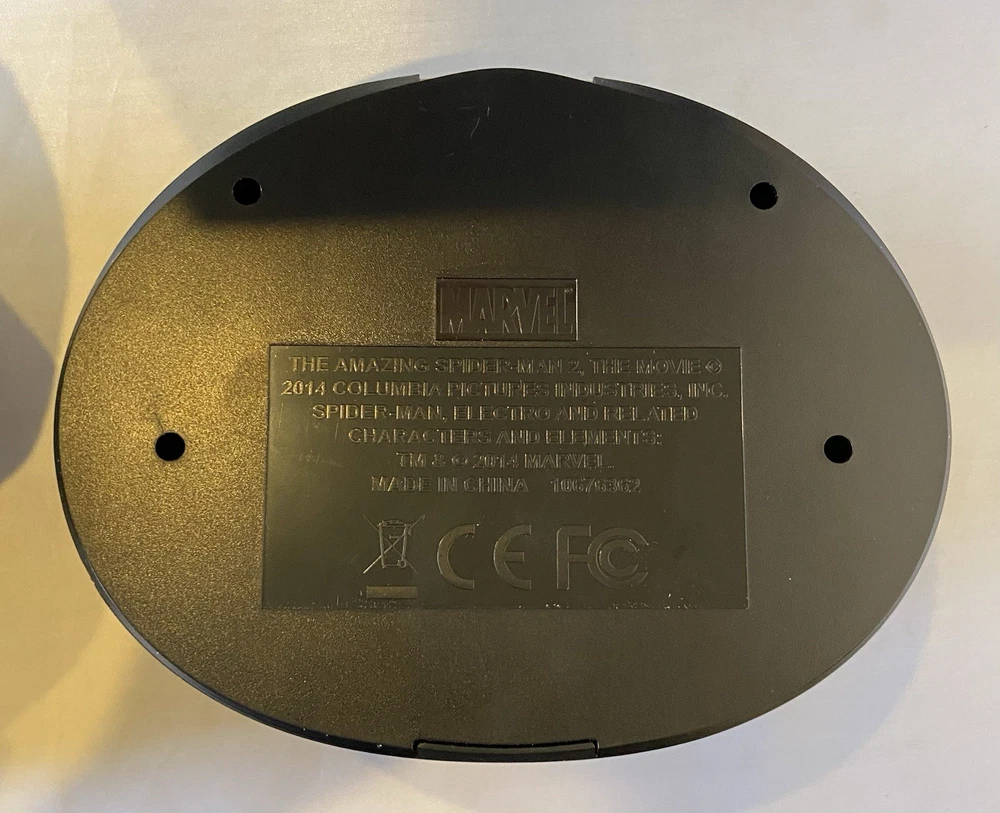 MARVEL
THE AMAZING SPIDER-MAN 2, THE MOVIE ©
2014 COLUMBIA PICTURES INDUSTRIES, INC.
SPIDER-MAN, ELECTRO AND RELATED
CHARACTERS AND ELEMENTS:
TM & © 2014 MARVEL.
MADE IN CHINA 10676362
CE FC